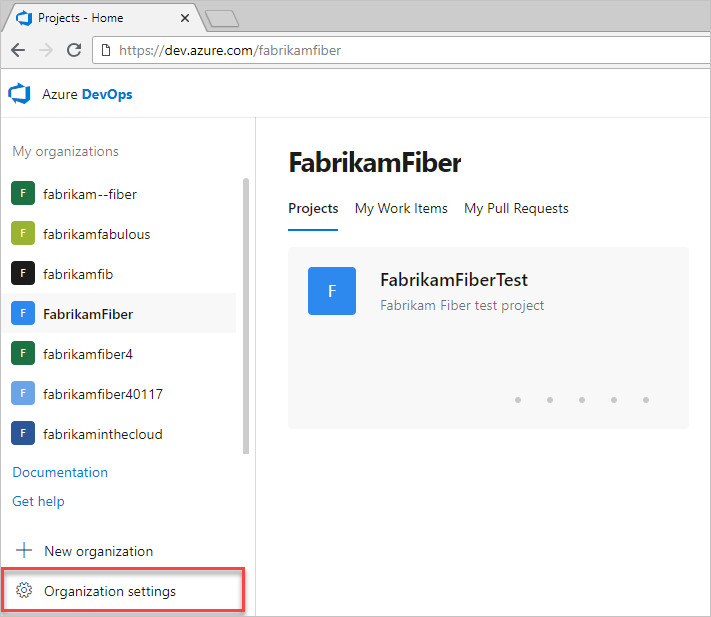 Projects - Home
https://dev.azure.com/fabrikamfiber
Azure DevOps
My organizations
F fabrikam--fiber
F fabrikamfabulous
F fabrikamfib
F FabrikamFiber
F fabrikamfiber4
F fabrikamfiber40117
F fabrikaminthecloud
Documentation
Get help
New organization
Organization settings
FabrikamFiber
Projects My Work Items My Pull Requests
F
FabrikamFiberTest
Fabrikam Fiber test project